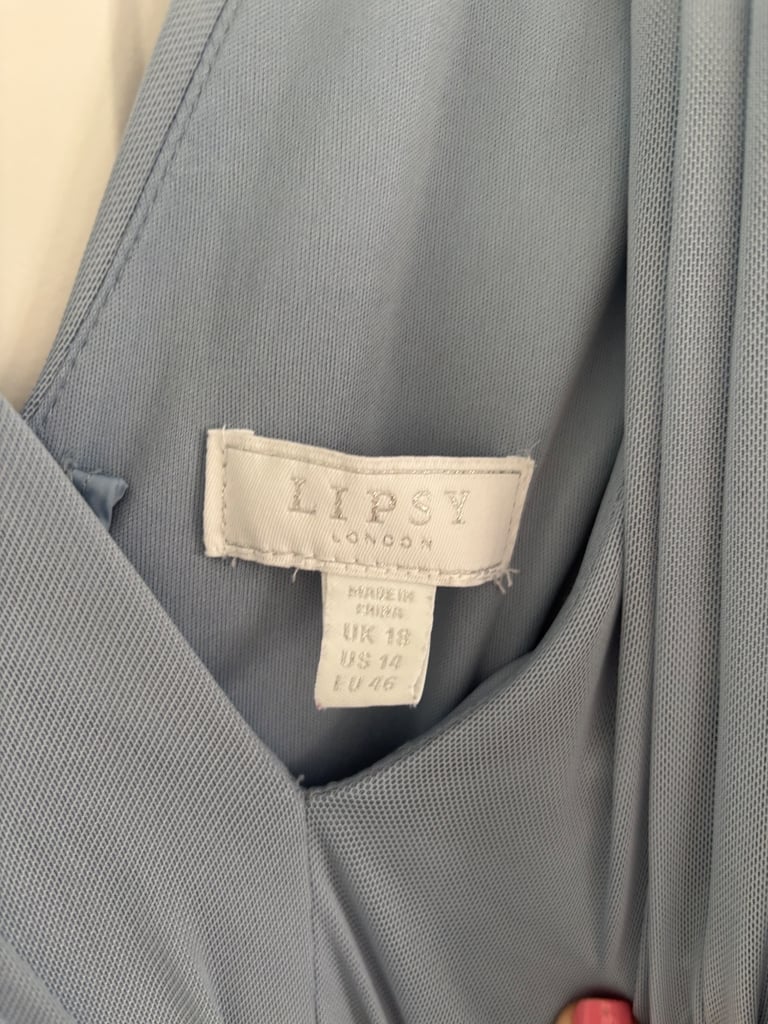 LIPSY
LONDON
MADE IN
CHINA
UK 18
US 14
EU 46